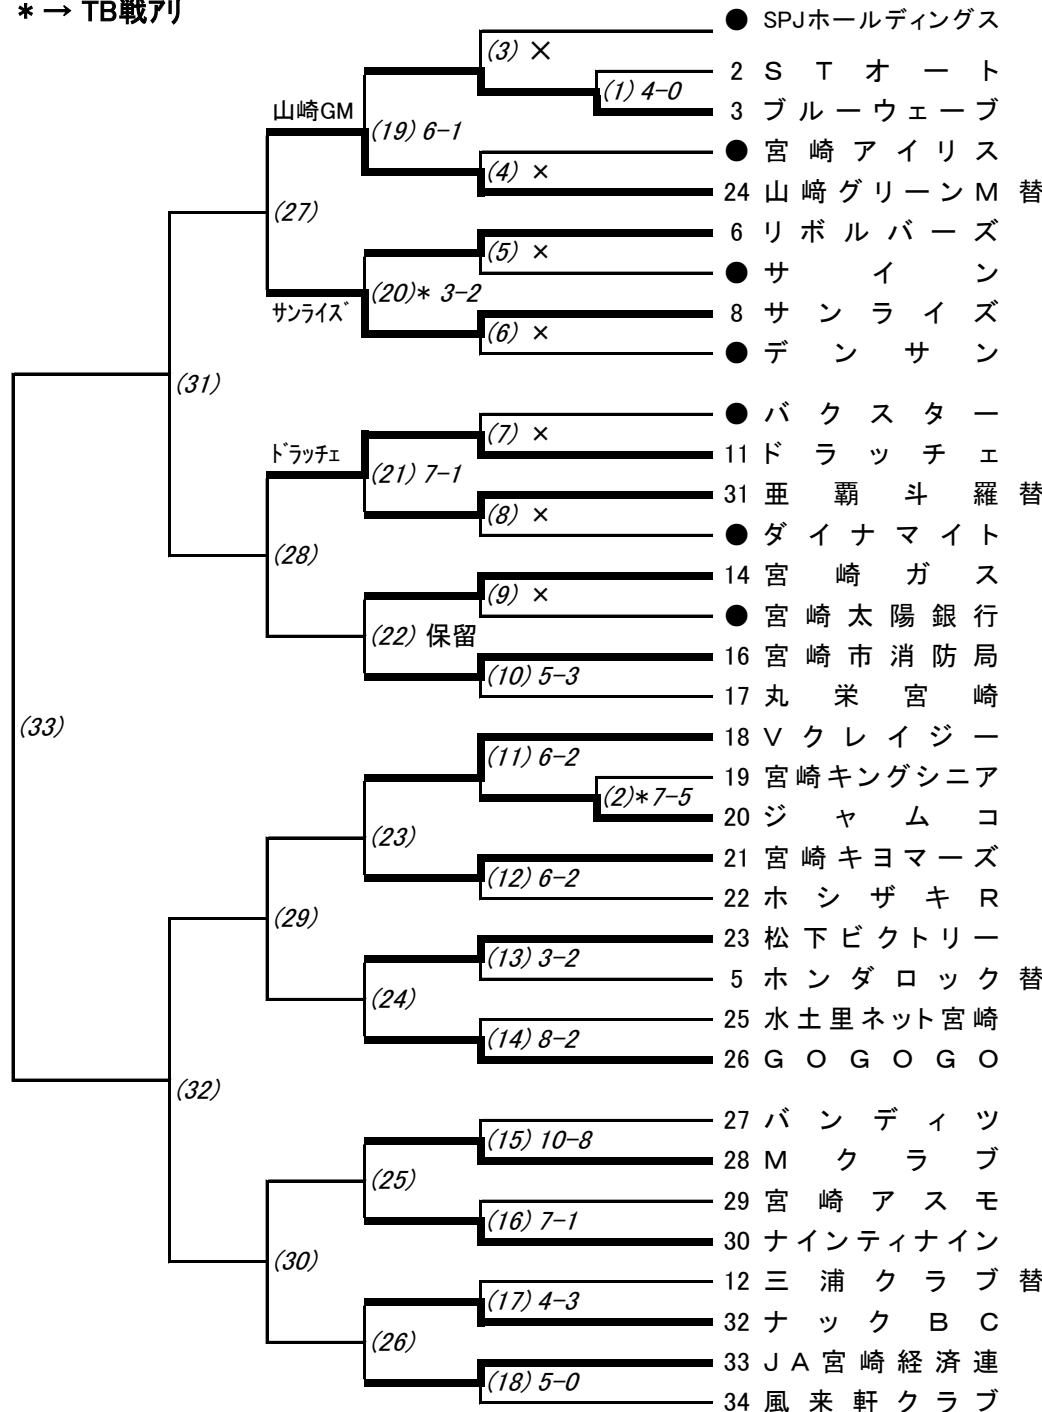 * → TB戦アリ
● SPJホールディングス
(3) ×
2 STオート
(1) 4-0
3 ブルーウェーブ
山崎GM
(19) 6-1
● 宮崎アイリス
(4) ×
24 山﨑グリーンM 替
(27)
6 リボルバーズ
(5) ×
● サイン
(20)* 3-2
サンライズ
8 サンライズ
(6) ×
● デンサン
(31)
● バクスター
(7) ×
ドラッチェ
11 ドラッチェ
(21) 7-1
31 亜覇斗羅 替
(8) ×
● ダイナマイト
(28)
14 宮崎ガス
(9) ×
● 宮崎太陽銀行
(22) 保留
16 宮崎市消防局
(10) 5-3
17 丸栄宮崎
(33)
18 Vクレイジー
(11) 6-2
19 宮崎キングシニア
(2)* 7-5
20 ジャムコ
(23)
21 宮崎キヨマーズ
(12) 6-2
22 ホシザキR
(29)
23 松下ビクトリー
(13) 3-2
5 ホンダロック 替
(24)
25 水土里ネット宮崎
(14) 8-2
26 GOGOGO
(32)
27 バンディツ
(15) 10-8
28 Mクラブ
(25)
29 宮崎アスモ
(16) 7-1
30 ナインティナイン
(30)
12 三浦クラブ 替
(17) 4-3
32 ナックBC
(26)
33 JA宮崎経済連
(18) 5-0
34 風来軒クラブ